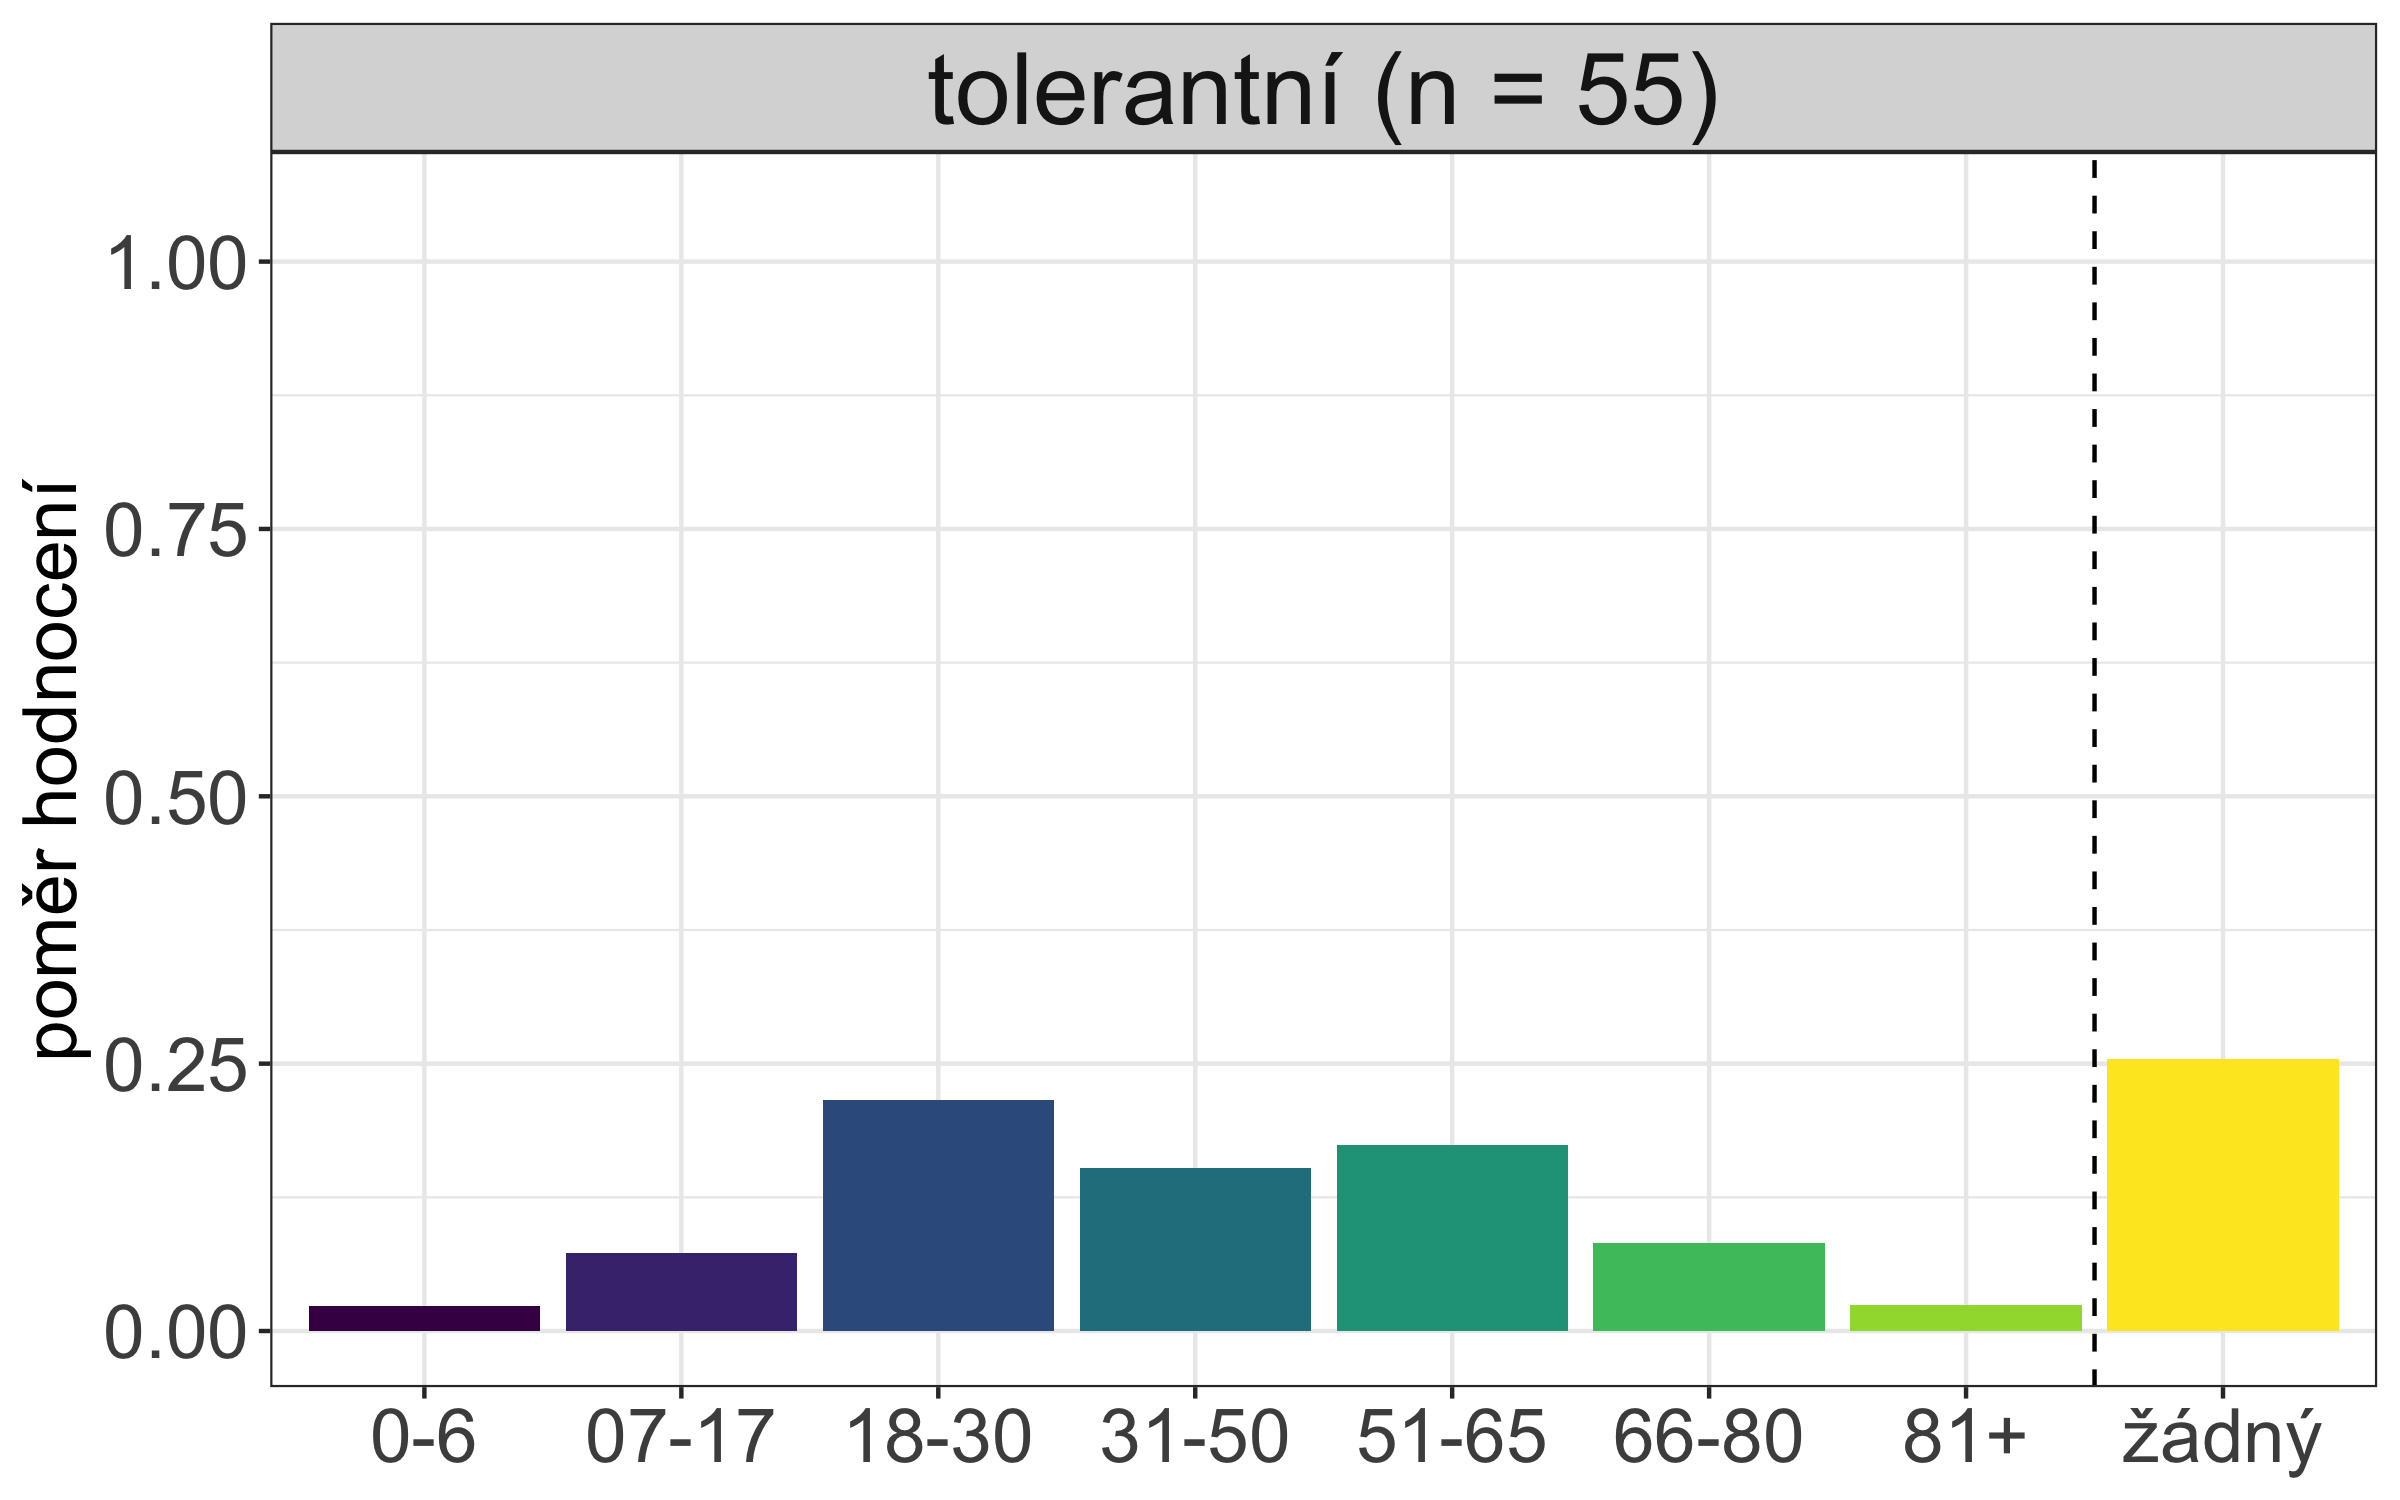 tolerantní (n = 55)
poměr hodnocení
1.00
0.75
0.50
0.25
0.00
0-6 07-17 18-30 31-50 51-65 66-80 81+ žádný